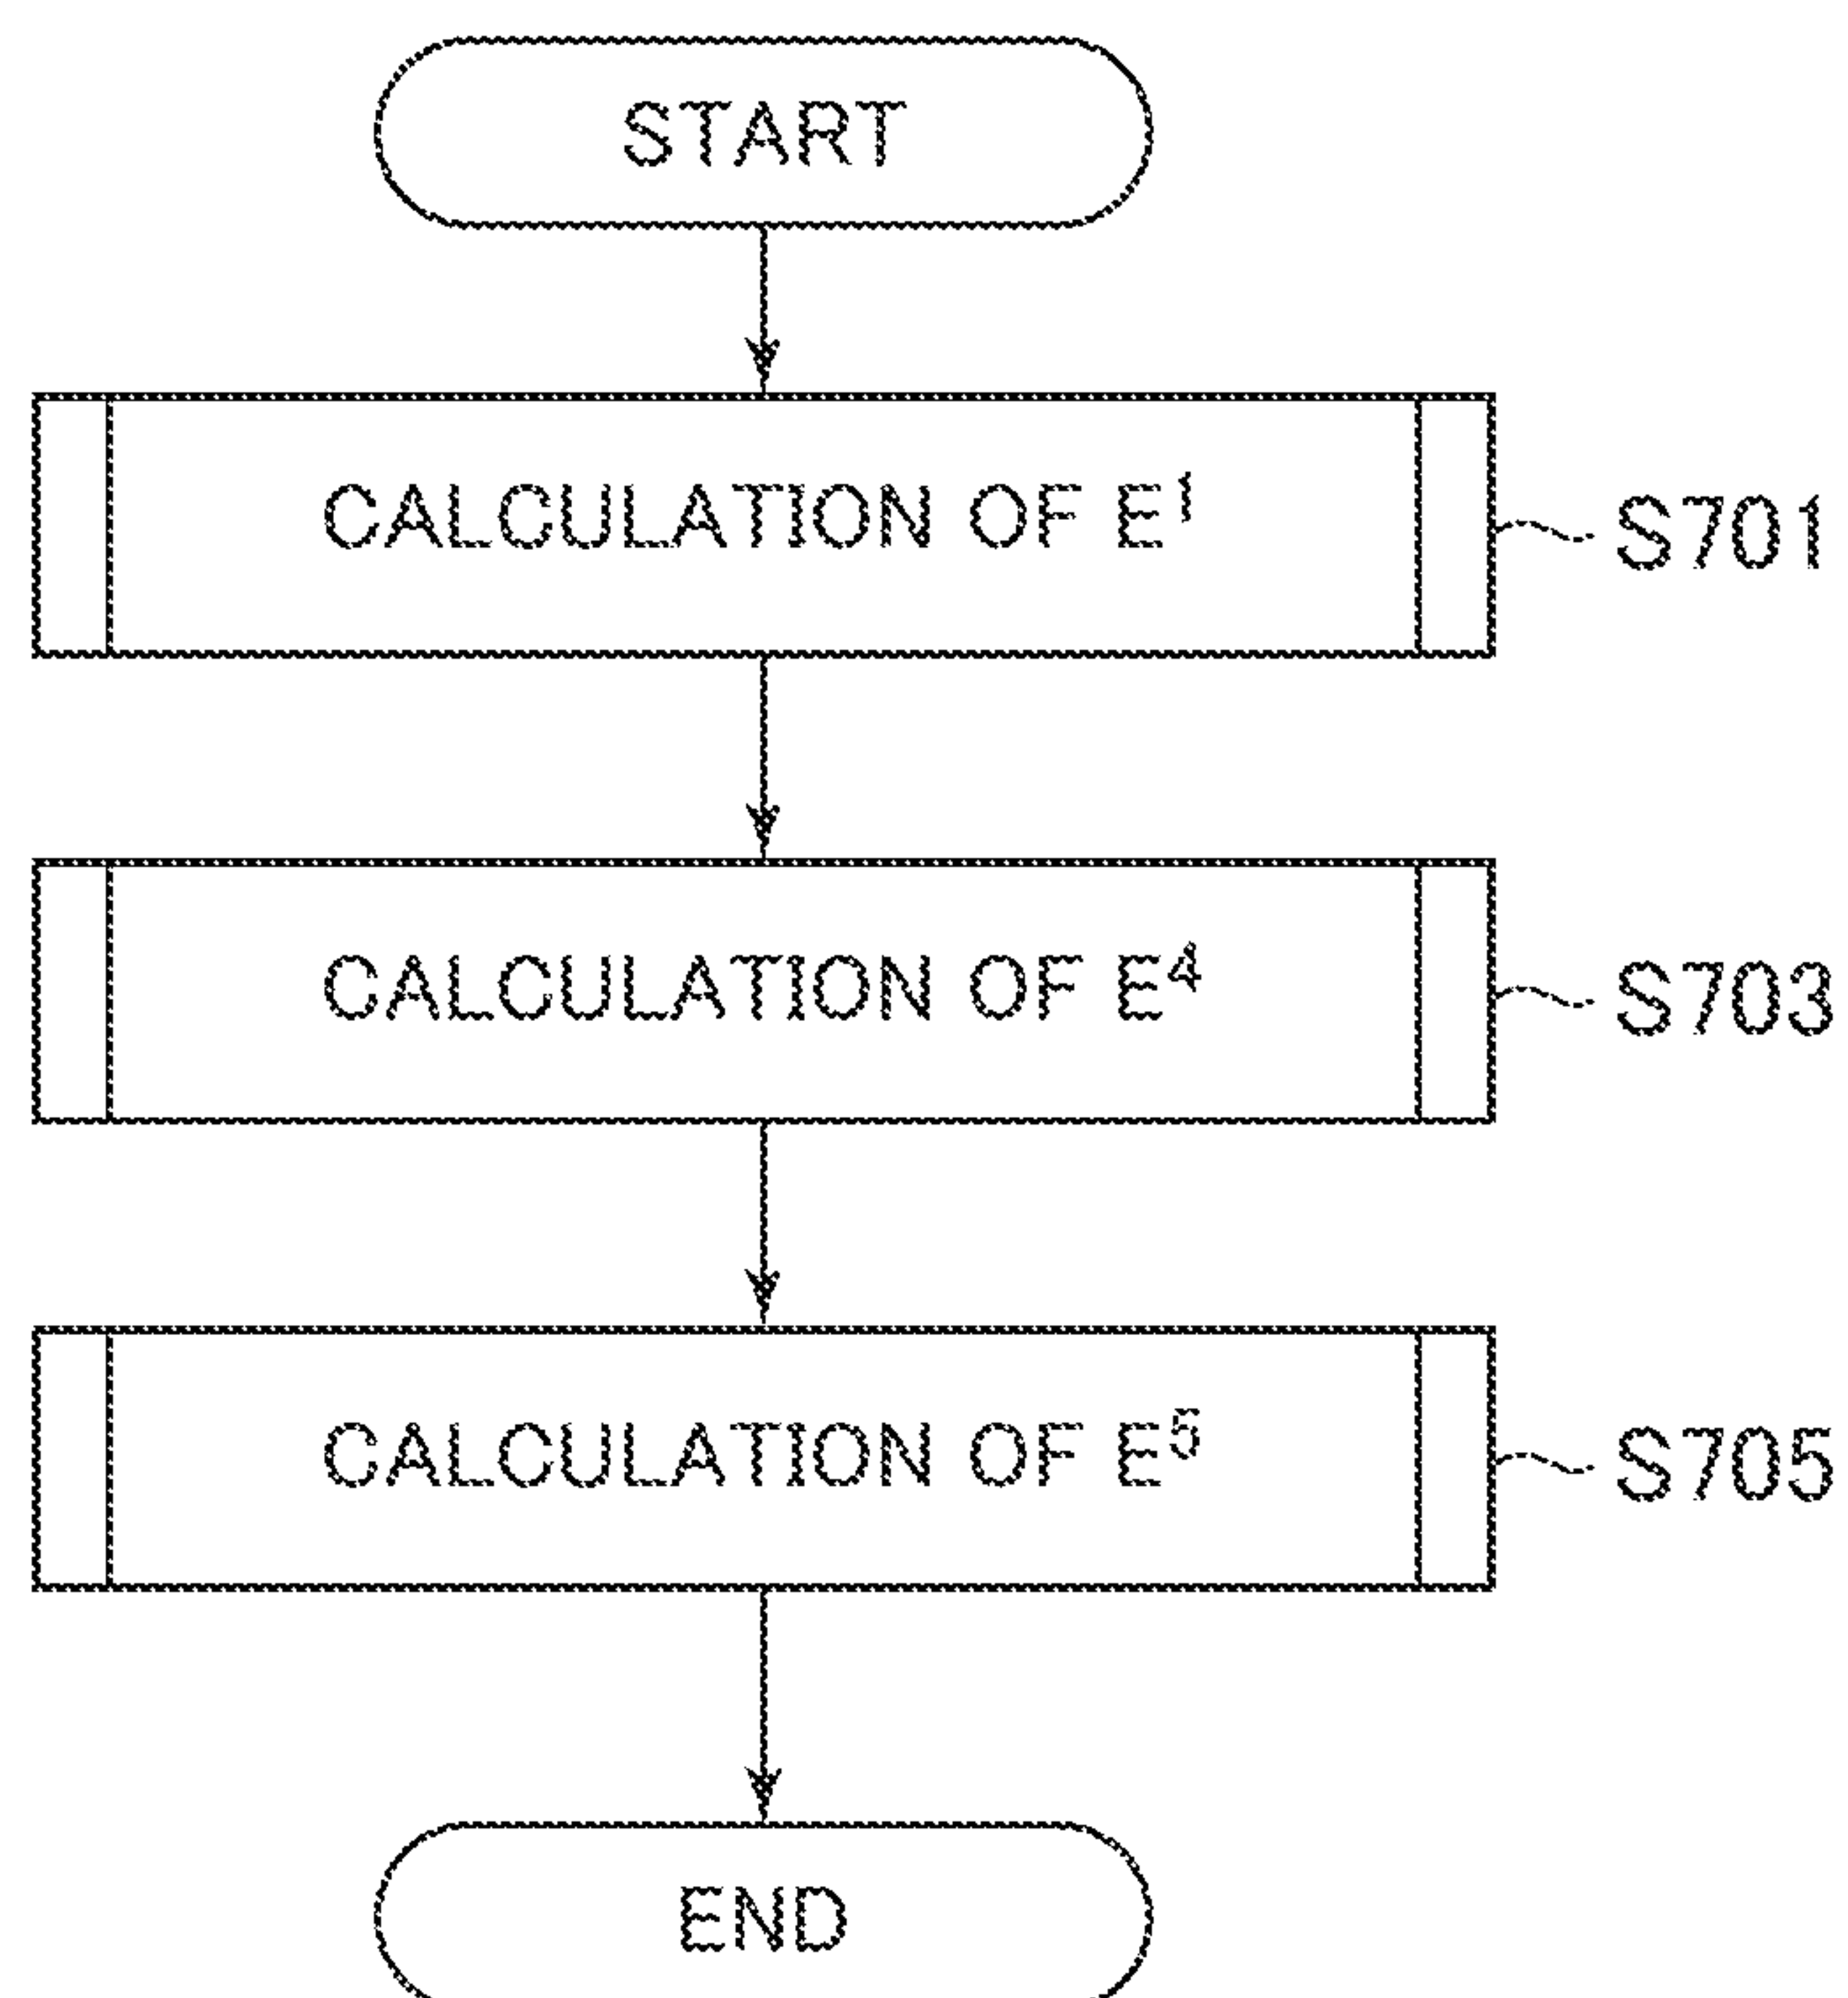 START
CALCULATION OF E¹
S701
CALCULATION OF E⁴
S703
CALCULATION OF E⁵
S705
END